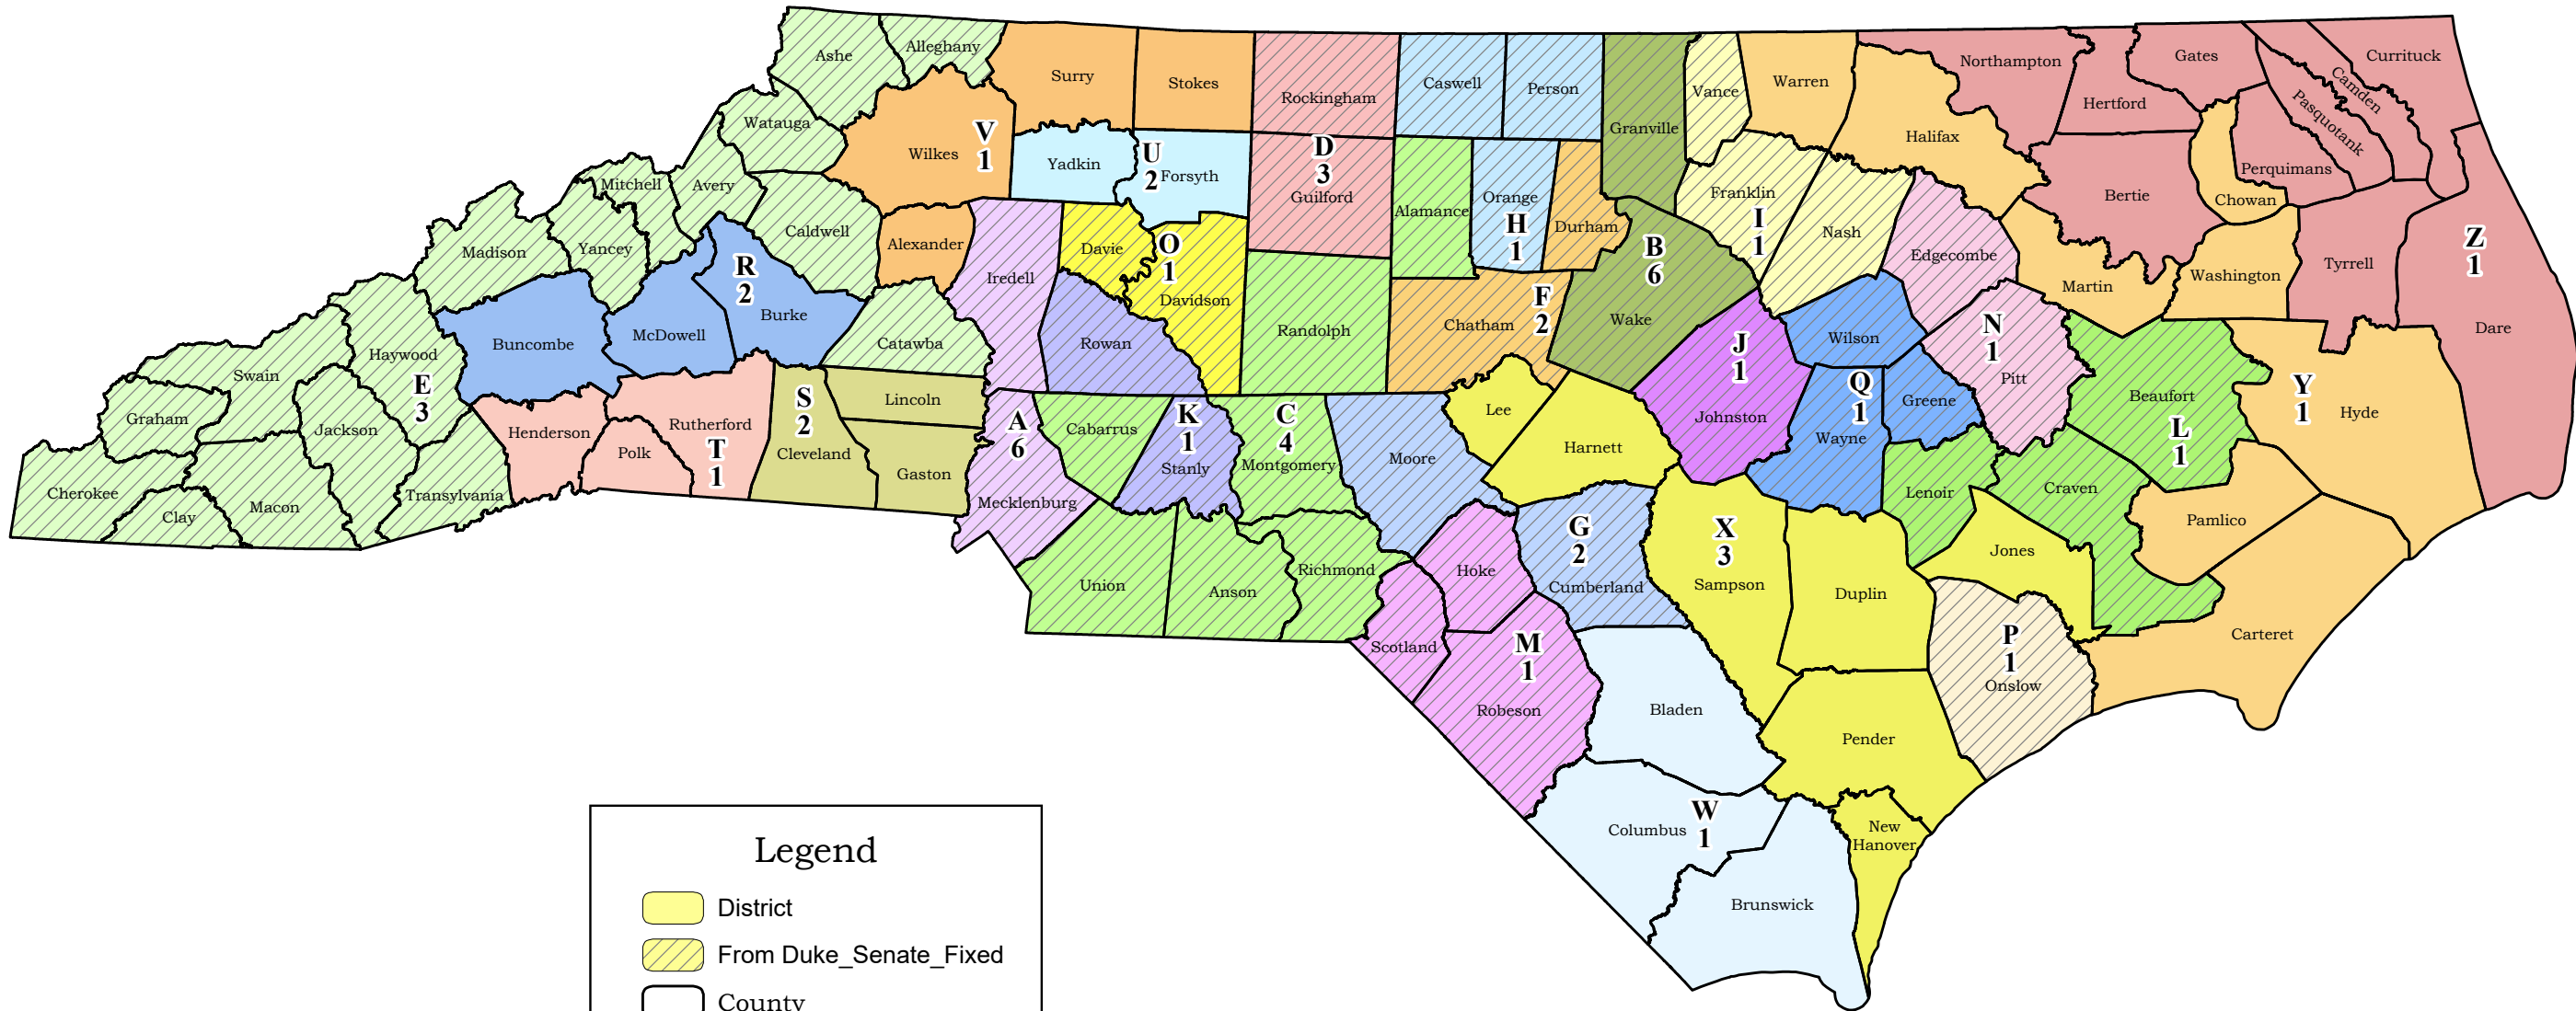 Ashe
Alleghany
Surry
Stokes
Rockingham
Caswell
Person
Granville
Vance
Warren
Halifax
Northampton
Hertford
Gates
Pasquotank
Camden
Currituck
Watauga
Wilkes
V
1
Yadkin
U
2
Forsyth
D
3
Guilford
Alamance
Orange
H
1
Durham
Franklin
I
1
Nash
Edgecombe
Bertie
Chowan
Perquimans
Madison
Mitchell
Yancey
Avery
Caldwell
Alexander
Iredell
Davie
O
1
Davidson
Randolph
Chatham
F
2
B
6
Wake
Wilson
Martin
Washington
Tyrrell
Z
1
Dare
Swain
Haywood
E
3
Buncombe
McDowell
R
2
Burke
Catawba
Rowan
J
1
Johnston
Q
1
Wayne
Greene
N
1
Pitt
Beaufort
L
1
Y
1
Hyde
Graham
Jackson
Henderson
Polk
Rutherford
T
1
S
2
Cleveland
Lincoln
Gaston
A
6
Mecklenburg
Cabarrus
K
1
Stanly
C
4
Montgomery
Moore
Lee
Harnett
Lenoir
Craven
Pamlico
Cherokee
Clay
Macon
Transylvania
Union
Anson
Richmond
Scotland
Hoke
G
2
Cumberland
X
3
Sampson
Duplin
Jones
P
1
Onslow
Carteret
M
1
Robeson
Bladen
Pender
Columbus
W
1
Brunswick
New
Hanover
Legend
District
From Duke_Senate_Fixed
County